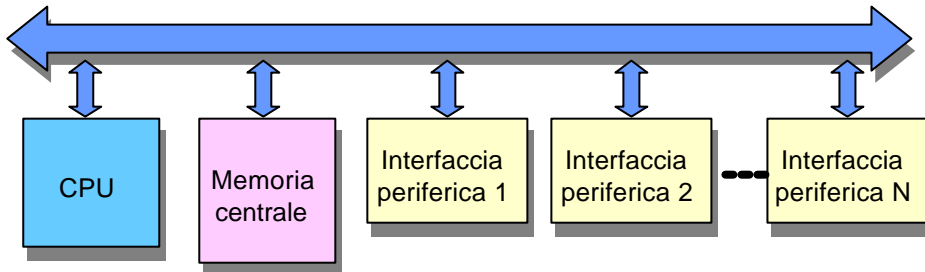 CPU
Memoria
centrale
Interfaccia
periferica 1
Interfaccia
periferica 2
Interfaccia
periferica N